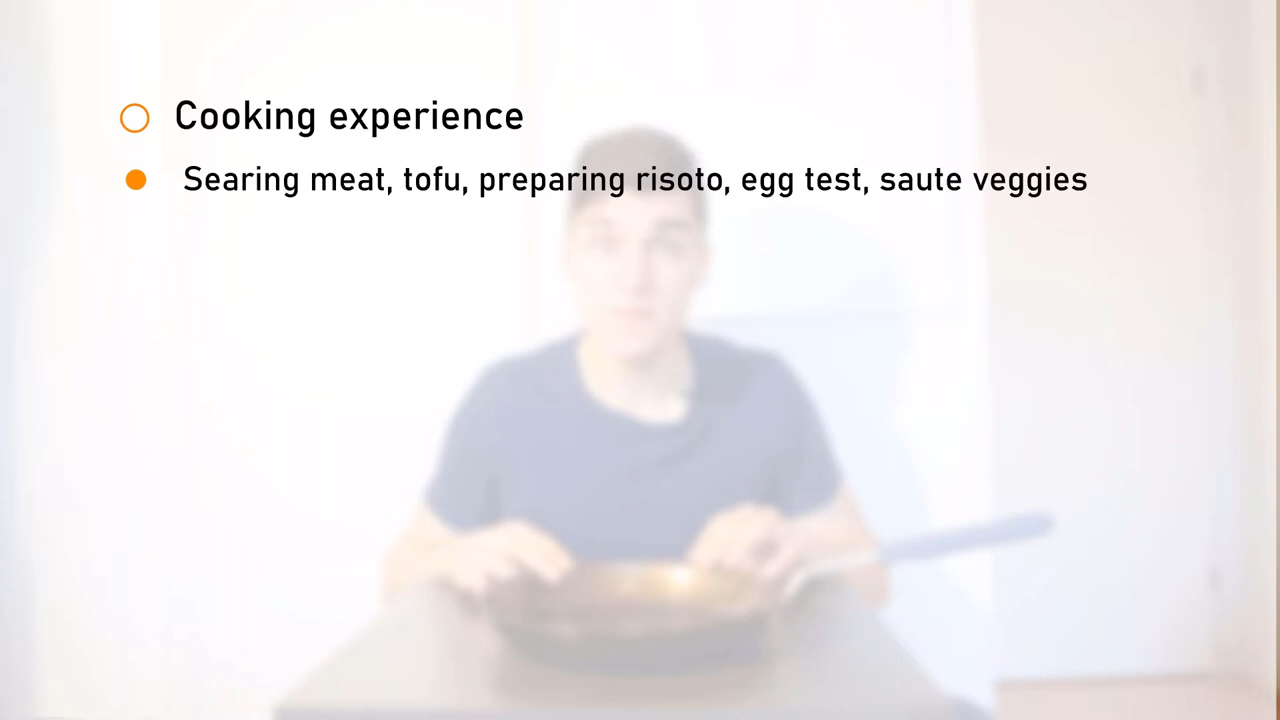 Cooking experience
Searing meat, tofu, preparing risoto, egg test, saute veggies